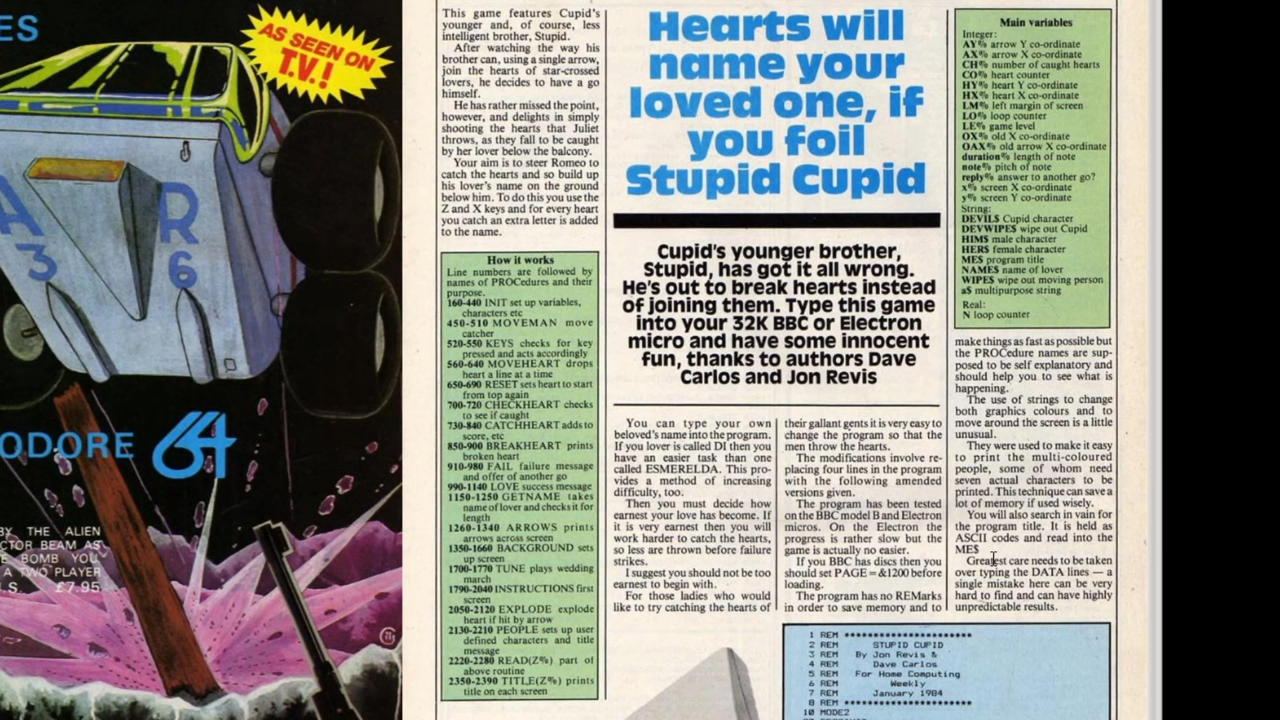 ES
AS SEEN ON
T.V.!
A R
3 6
ODORE 64
BY THE ALIEN
CTOR BEAM AS
E BOMB YOU
A TWO PLAYER
.S. £7.95
This game features Cupid's
younger and, of course, less
intelligent brother, Stupid.
After watching the way his
brother can, using a single arrow,
join the hearts of star-crossed
lovers, he decides to have a go
himself.
He has rather missed the point,
however, and delights in simply
shooting the hearts that Juliet
throws, as they fall to be caught
by her lover below the balcony.
Your aim is to steer Romeo to
catch the hearts and so build up
his lover's name on the ground
below him. To do this you use the
Z and X keys and for every heart
you catch an extra letter is added
to the name.
How it works
Line numbers are followed by
names of PROCedures and their
purpose.
160-440 INIT set up variables,
characters etc
450-510 MOVEMAN move
catcher
520-550 KEYS checks for key
pressed and acts accordingly
560-640 MOVEHEART drops
heart a line at a time
650-690 RESET sets heart to start
from top again
700-720 CHECKHEART checks
to see if caught
730-840 CATCHHEART adds to
score, etc
850-900 BREAKHEART prints
broken heart
910-980 FAIL failure message
and offer of another go
990-1140 LOVE success message
1150-1250 GETNAME takes
name of lover and checks it for
length
1260-1340 ARROWS prints
arrows across screen
1350-1660 BACKGROUND sets
up screen
1700-1770 TUNE plays wedding
march
1790-2040 INSTRUCTIONS first
screen
2050-2120 EXPLODE explode
heart if hit by arrow
2130-2210 PEOPLE sets up user
defined characters and title
message
2220-2280 READ(Z%) part of
above routine
2350-2390 TITLE(Z%) prints
title on each screen
Hearts will
name your
loved one, if
you foil
Stupid Cupid
Cupid's younger brother,
Stupid, has got it all wrong.
He's out to break hearts instead
of joining them. Type this game
into your 32K BBC or Electron
micro and have some innocent
fun, thanks to authors Dave
Carlos and Jon Revis
You can type your own
beloved's name into the program.
If you lover is called DI then you
have an easier task than one
called ESMERELDA. This pro-
vides a method of increasing
difficulty, too.
Then you must decide how
earnest your love has become. If
it is very earnest then you will
work harder to catch the hearts,
so less are thrown before failure
strikes.
I suggest you should not be too
earnest to begin with.
For those ladies who would
like to try catching the hearts of
their gallant gents it is very easy to
change the program so that the
men throw the hearts.
The modifications involve re-
placing four lines in the program
with the following amended
versions given.
The program has been tested
on the BBC model B and Electron
micros. On the Electron the
progress is rather slow but the
game is actually no easier.
If you BBC has discs then you
should set PAGE = &1200 before
loading.
The program has no REMarks
in order to save memory and to
Main variables
Integer:
AY% arrow Y co-ordinate
AX% arrow X co-ordinate
CH% number of caught hearts
CO% heart counter
HY% heart Y co-ordinate
HX% heart X co-ordinate
LM% left margin of screen
LO% loop counter
LE% game level
OX% old X co-ordinate
OAX% old arrow X co-ordinate
duration% length of note
note% pitch of note
reply% answer to another go?
x% screen X co-ordinate
y% screen Y co-ordinate
String:
DEVIL$ Cupid character
DEVWIPE$ wipe out Cupid
HIM$ male character
HER$ female character
ME$ program title
NAME$ name of lover
WIPE$ wipe out moving person
a$ multipurpose string
Real:
N loop counter
make things as fast as possible but
the PROCedure names are sup-
posed to be self explanatory and
should help you to see what is
happening.
The use of strings to change
both graphics colours and to
move around the screen is a little
unusual.
They were used to make it easy
to print the multi-coloured
people, some of whom need
seven actual characters to be
printed. This technique can save a
lot of memory if used wisely.
You will also search in vain for
the program title. It is held as
ASCII codes and read into the
ME$
Greatest care needs to be taken
over typing the DATA lines — a
single mistake here can be very
hard to find and can have highly
unpredictable results.
1 REM ***********************
2 REM STUPID CUPID
3 REM By Jon Revis &
4 REM Dave Carlos
5 REM For Home Computing
6 REM Weekly
7 REM January 1984
8 REM ***********************
10 MODE2